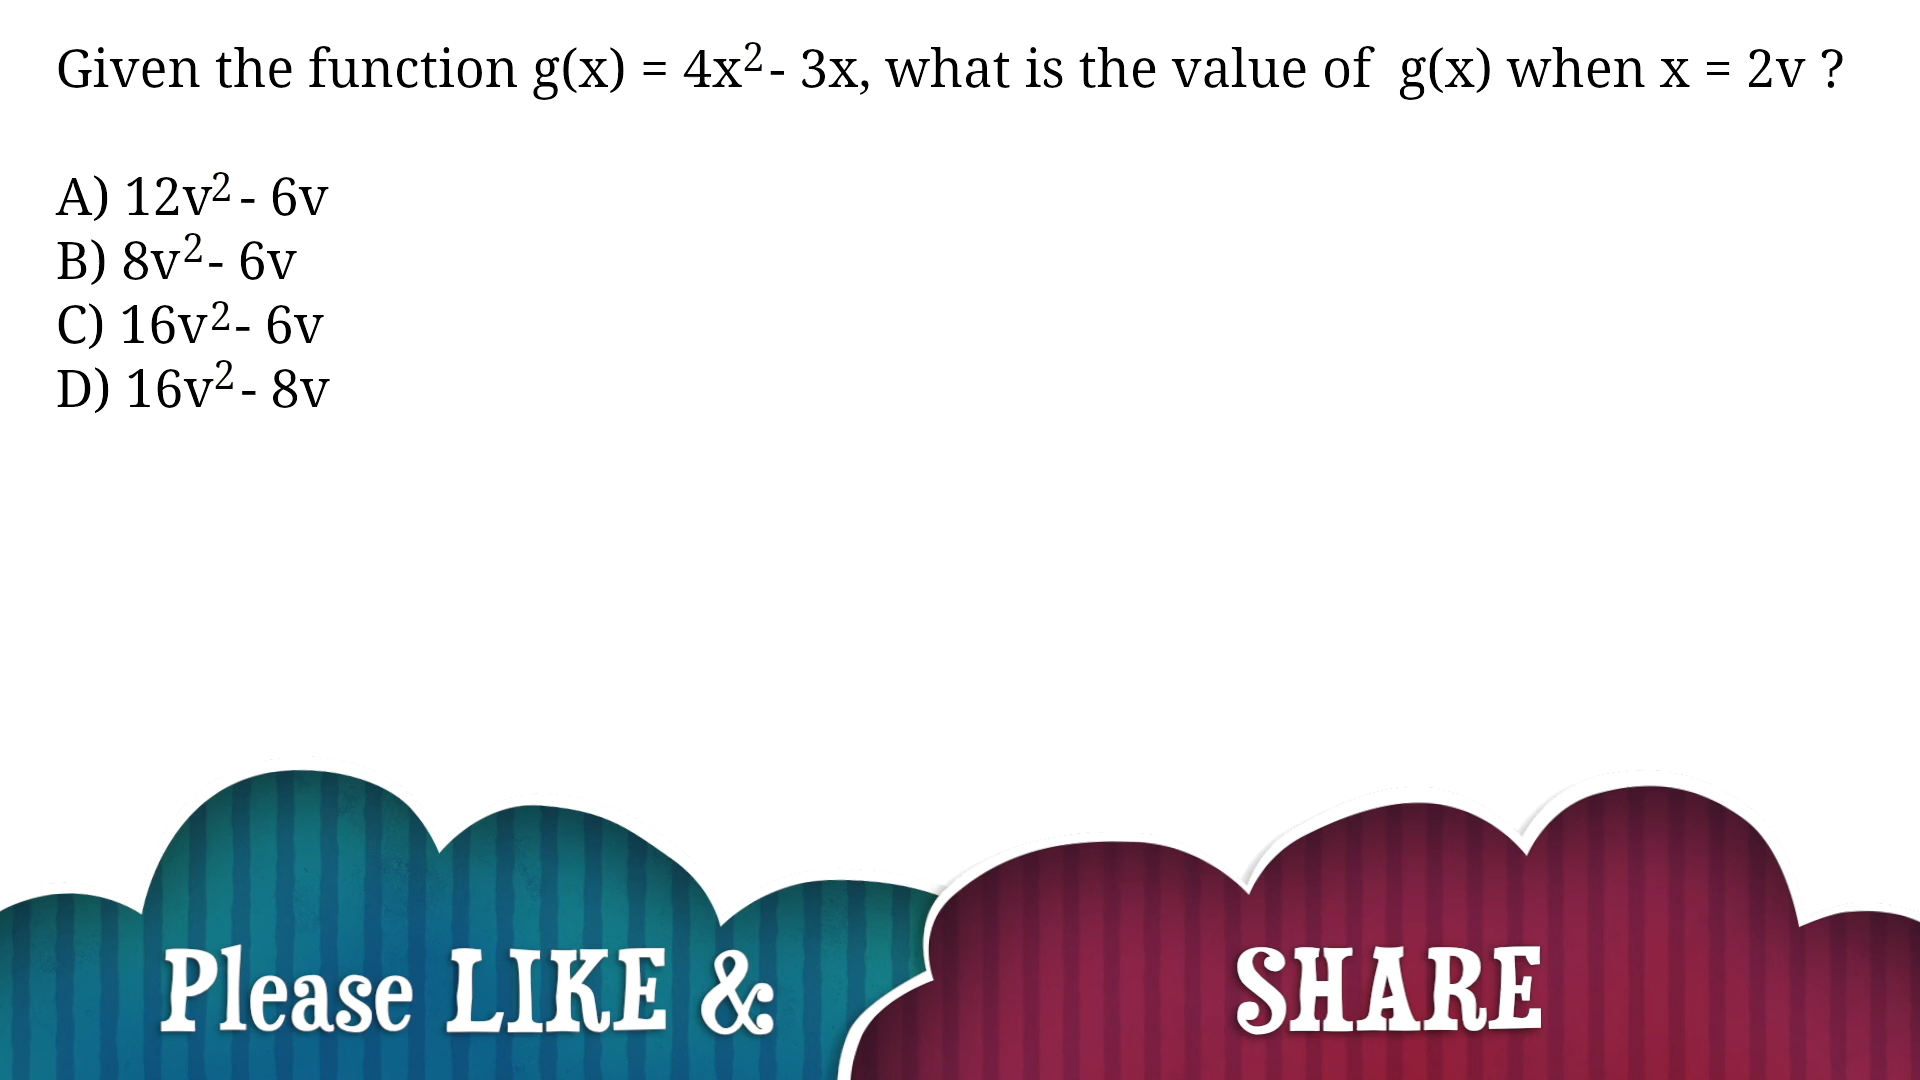 Given the function g(x) = 4x² - 3x, what is the value of g(x) when x = 2v ?
A) 12v² - 6v
B) 8v² - 6v
C) 16v² - 6v
D) 16v² - 8v
Please LIKE & SHARE